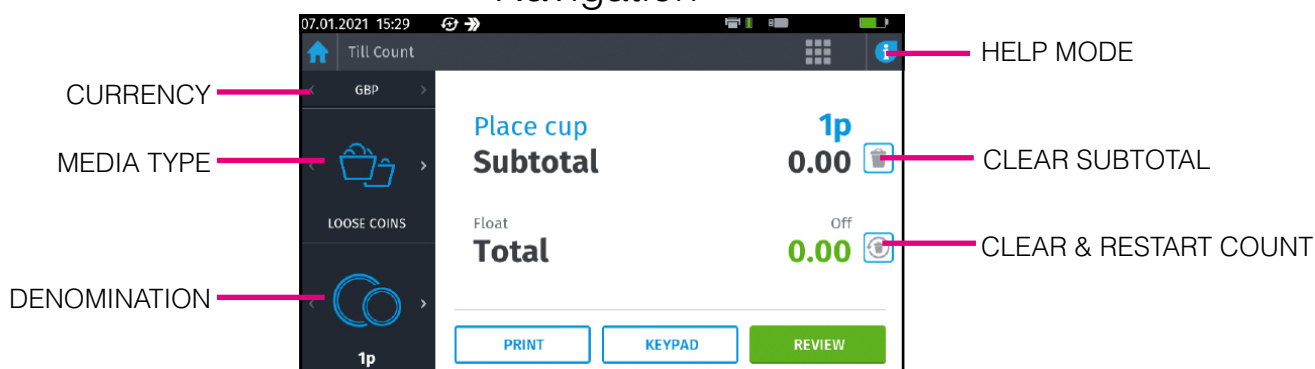 Navigation
07.01.2021 15:29
Till Count
HELP MODE
CURRENCY
GBP
Place cup 1p
MEDIA TYPE
Subtotal 0.00
CLEAR SUBTOTAL
LOOSE COINS
Float Off
Total 0.00
CLEAR & RESTART COUNT
DENOMINATION
1p
PRINT
KEYPAD
REVIEW